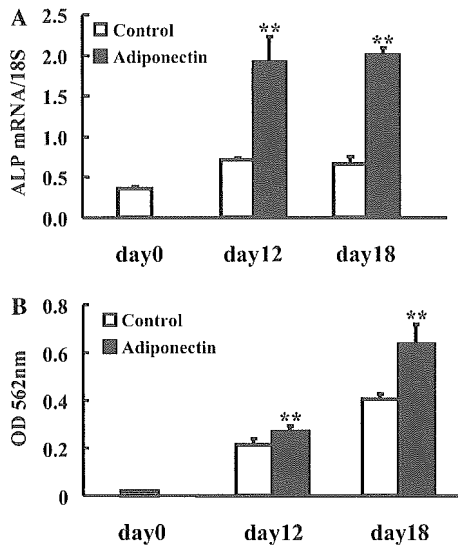 A
ALP mRNA/18S
2.5
2.0
1.5
1.0
0.5
0.0
Control
Adiponectin
**
**
day0 day12 day18
B
OD 562nm
0.8
0.6
0.4
0.2
0
Control
Adiponectin
**
**
day0 day12 day18